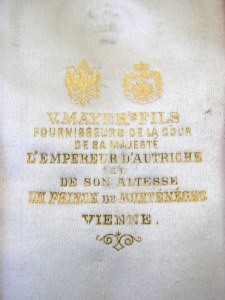 V. MAYER'S FILS
FOURNISSEURS DE LA COUR
DE SA MAJESTÉ
L'EMPEREUR D'AUTRICHE
ET
DE SON ALTESSE
LE PRINCE DE MONTÉNÉGRO
VIENNE.